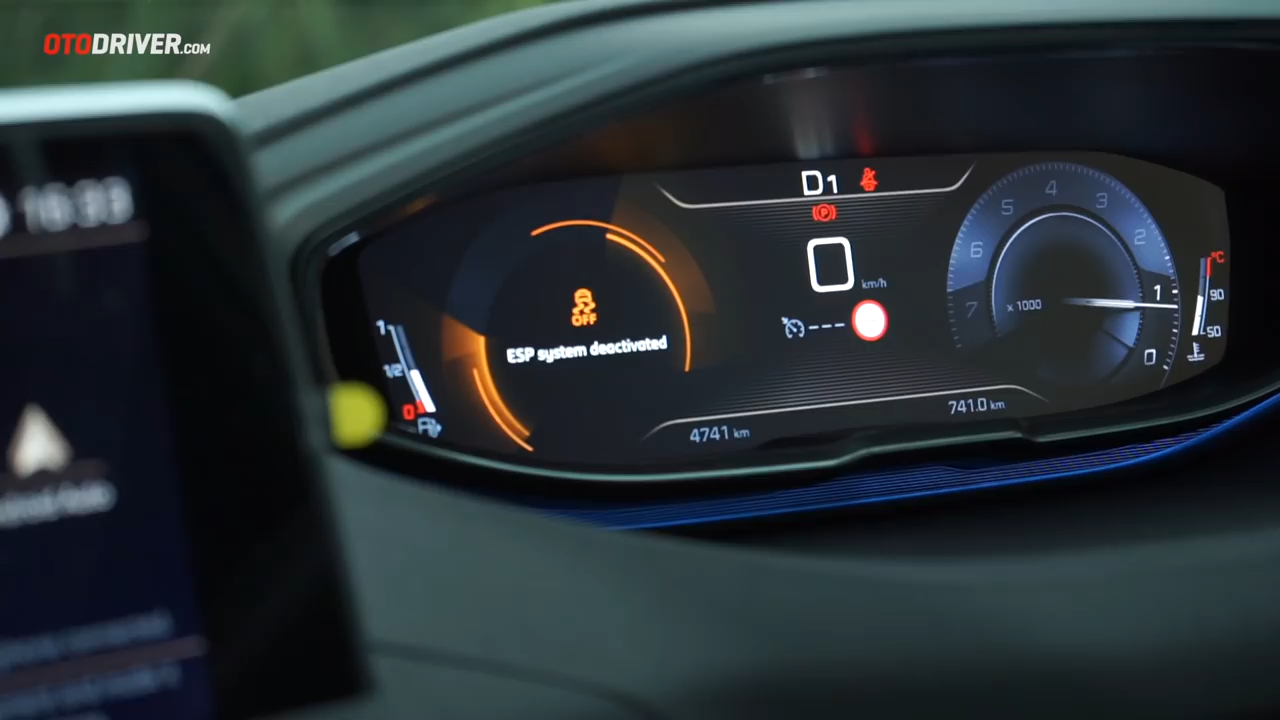 OTODRIVER.COM
16:33
D1
P
0
km/h
---
OFF
ESP system deactivated
1
1/2
0
4741 km
741.0 km
7
6
5
4
3
2
1
0
x 1000
°C
90
50